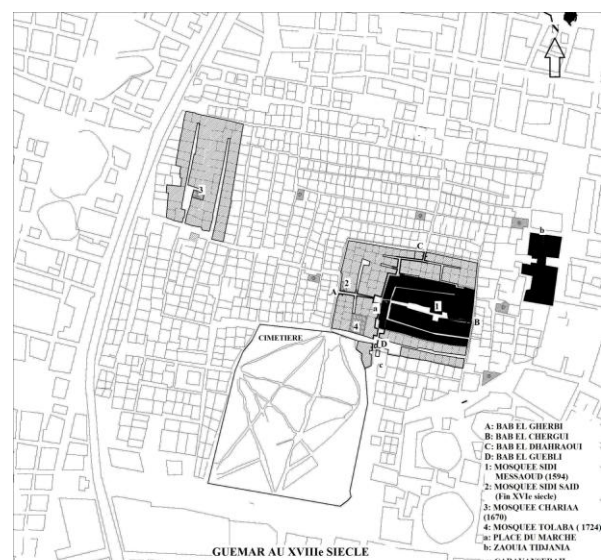 N
3
b
C
2
A
a
1
B
4
D
CIMETIERE
c
A: BAB EL GHERBI
B: BAB EL CHERGUI
C: BAB EL DHAHRAOUI
D: BAB EL GUEBLI
1: MOSQUEE SIDI
MESSAOUD (1594)
2: MOSQUEE SIDI SAID
(Fin XVIe siecle)
3: MOSQUEE CHARIAA
(1670)
4: MOSQUEE TOLABA ( 1724)
a: PLACE DU MARCHE
b: ZAOUIA TIDJANIA
GUEMAR AU XVIIIe SIECLE